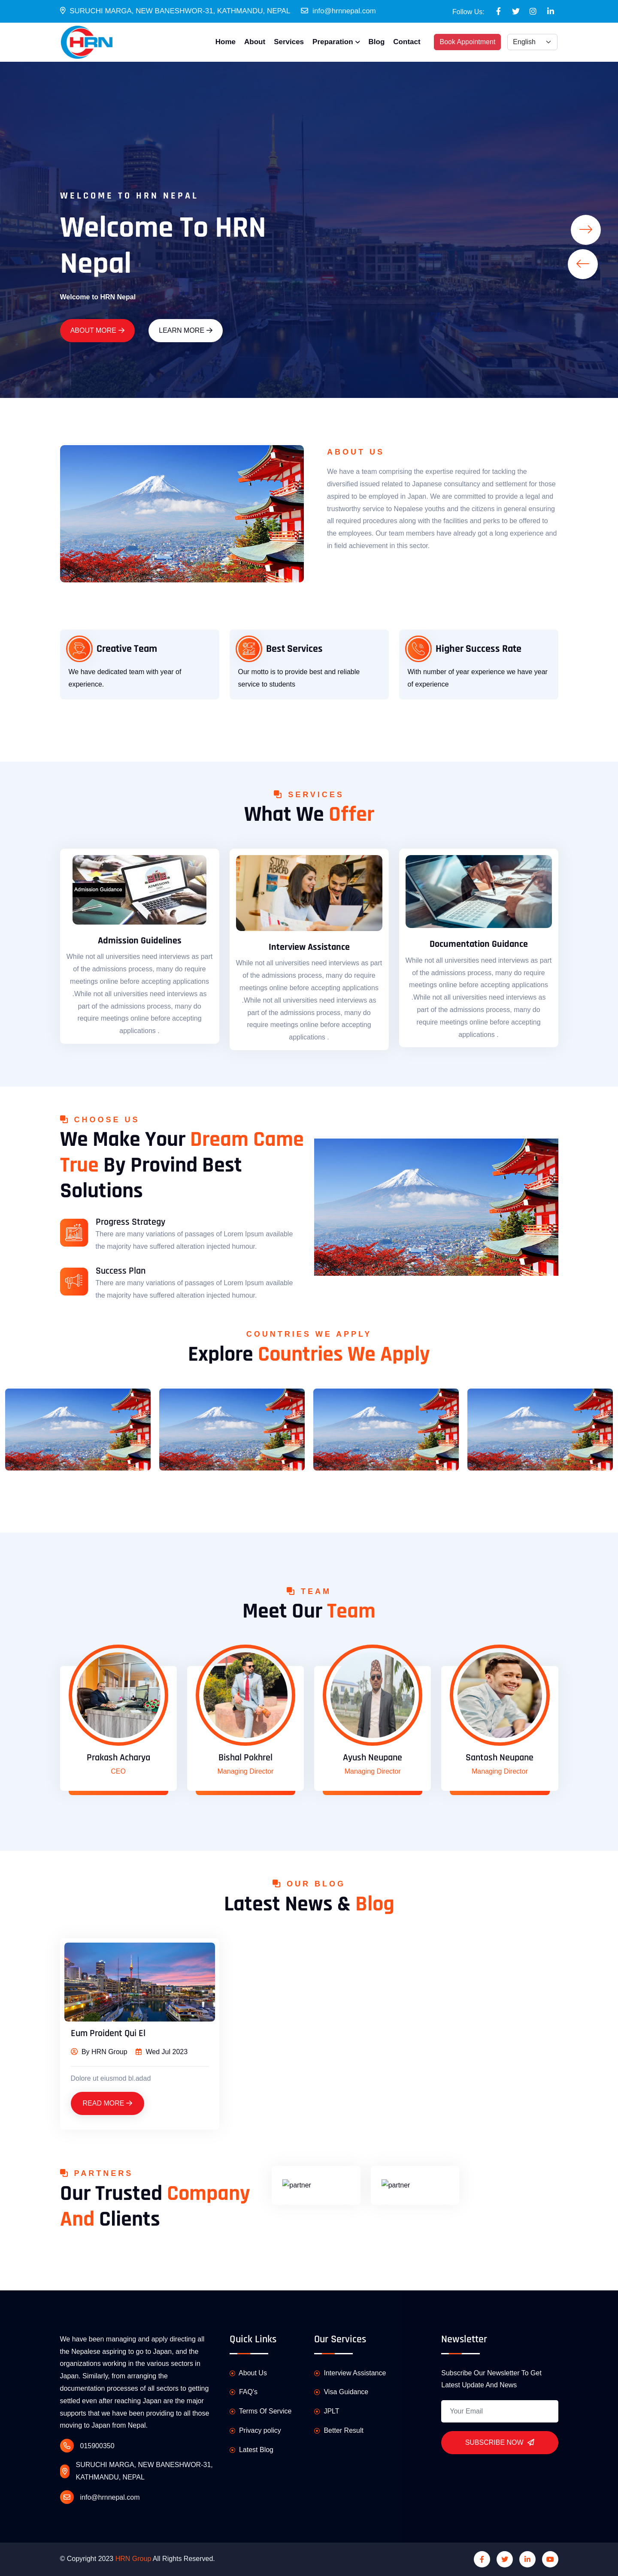 SURUCHI MARGA, NEW BANESHWOR-31, KATHMANDU, NEPAL info@hrnnepal.com Follow Us:
HRN Home About Services Preparation Blog Contact Book Appointment English
WELCOME TO HRN NEPAL
Welcome To HRN
Nepal
Welcome to HRN Nepal
ABOUT MORE LEARN MORE
ABOUT US
We have a team comprising the expertise required for tackling the
diversified issued related to Japanese consultancy and settlement for those
aspired to be employed in Japan. We are committed to provide a legal and
trustworthy service to Nepalese youths and the citizens in general ensuring
all required procedures along with the facilities and perks to be offered to
the employees. Our team members have already got a long experience and
in field achievement in this sector.
Creative Team
We have dedicated team with year of
experience.
Best Services
Our motto is to provide best and reliable
service to students
Higher Success Rate
With number of year experience we have year
of experience
SERVICES
What We Offer
Admission Guidance
ADMISSIONS
Admission Guidelines
While not all universities need interviews as part
of the admissions process, many do require
meetings online before accepting applications
.While not all universities need interviews as
part of the admissions process, many do
require meetings online before accepting
applications .
STUDY ABROAD
Interview Assistance
While not all universities need interviews as part
of the admissions process, many do require
meetings online before accepting applications
.While not all universities need interviews as
part of the admissions process, many do
require meetings online before accepting
applications .
Documentation Guidance
While not all universities need interviews as part
of the admissions process, many do require
meetings online before accepting applications
.While not all universities need interviews as
part of the admissions process, many do
require meetings online before accepting
applications .
CHOOSE US
We Make Your Dream Came
True By Provind Best
Solutions
Progress Strategy
There are many variations of passages of Lorem Ipsum available
the majority have suffered alteration injected humour.
Success Plan
There are many variations of passages of Lorem Ipsum available
the majority have suffered alteration injected humour.
COUNTRIES WE APPLY
Explore Countries We Apply
TEAM
Meet Our Team
Prakash Acharya
CEO
Bishal Pokhrel
Managing Director
Ayush Neupane
Managing Director
Santosh Neupane
Managing Director
OUR BLOG
Latest News & Blog
Eum Proident Qui El
By HRN Group Wed Jul 2023
Dolore ut eiusmod bl.adad
READ MORE
PARTNERS
Our Trusted Company
And Clients
partner partner
We have been managing and apply directing all
the Nepalese aspiring to go to Japan, and the
organizations working in the various sectors in
Japan. Similarly, from arranging the
documentation processes of all sectors to getting
settled even after reaching Japan are the major
supports that we have been providing to all those
moving to Japan from Nepal.
015900350
SURUCHI MARGA, NEW BANESHWOR-31,
KATHMANDU, NEPAL
info@hrnnepal.com
Quick Links
About Us
FAQ's
Terms Of Service
Privacy policy
Latest Blog
Our Services
Interview Assistance
Visa Guidance
JPLT
Better Result
Newsletter
Subscribe Our Newsletter To Get
Latest Update And News
Your Email
SUBSCRIBE NOW
© Copyright 2023 HRN Group All Rights Reserved.